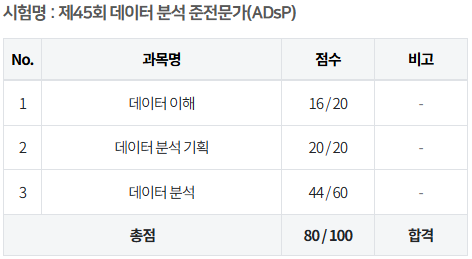 시험명 : 제45회 데이터 분석 준전문가(ADsP)
No. 과목명 점수 비고
1 데이터 이해 16 / 20 -
2 데이터 분석 기획 20 / 20 -
3 데이터 분석 44 / 60 -
총점 80 / 100 합격